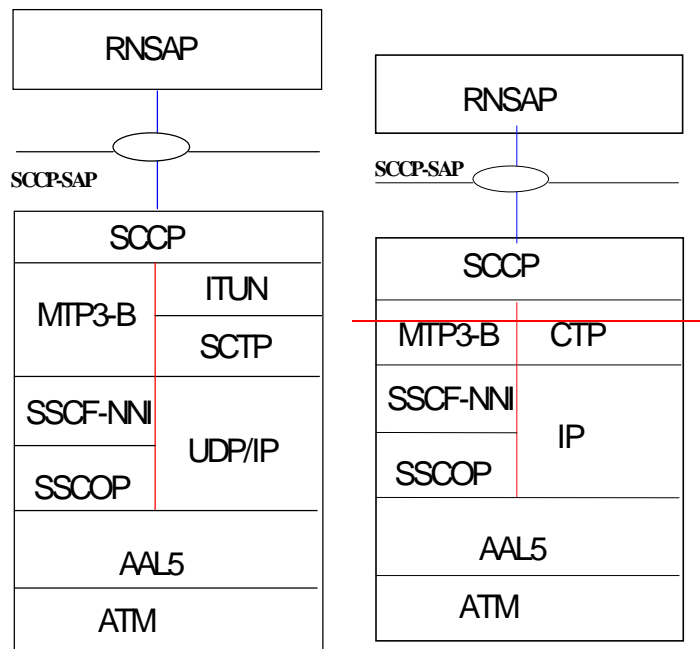 RNSAP
SCCP-SAP
SCCP
MTP3-B
ITUN
SCTP
SSCF-NNI
UDP/IP
SSCOP
AAL5
ATM
RNSAP
SCCP-SAP
SCCP
MTP3-B
CTP
SSCF-NNI
IP
SSCOP
AAL5
ATM